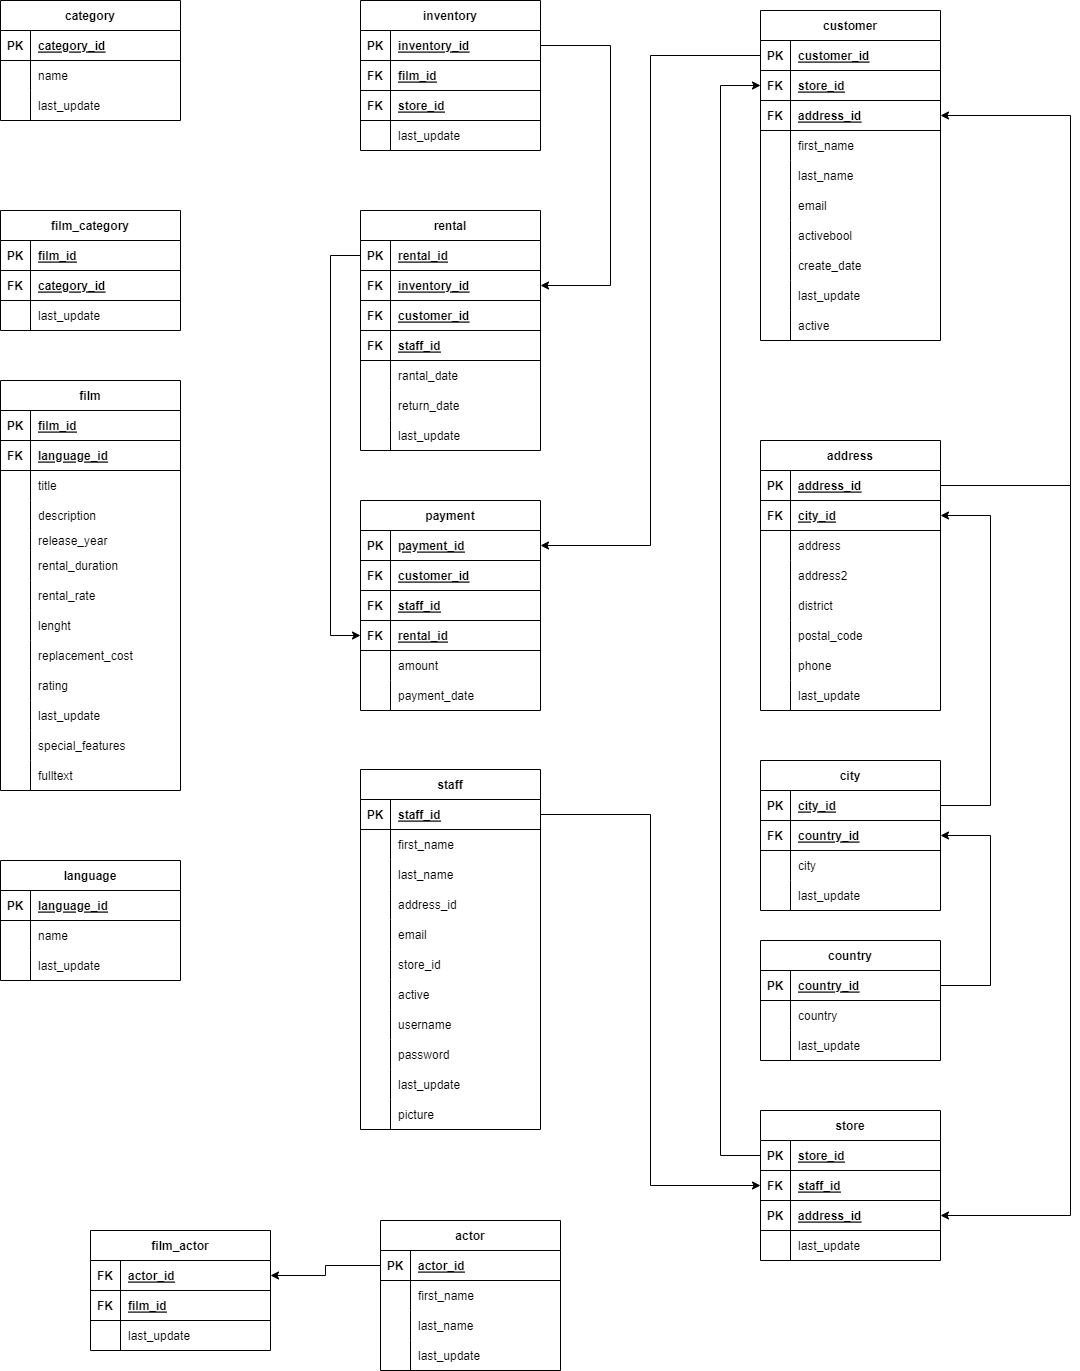 category
PK category_id
name
last_update
film_category
PK film_id
FK category_id
last_update
film
PK film_id
FK language_id
title
description
release_year
rental_duration
rental_rate
lenght
replacement_cost
rating
last_update
special_features
fulltext
language
PK language_id
name
last_update
inventory
PK inventory_id
FK film_id
FK store_id
last_update
rental
PK rental_id
FK inventory_id
FK customer_id
FK staff_id
rantal_date
return_date
last_update
payment
PK payment_id
FK customer_id
FK staff_id
FK rental_id
amount
payment_date
staff
PK staff_id
first_name
last_name
address_id
email
store_id
active
username
password
last_update
picture
customer
PK customer_id
FK store_id
FK address_id
first_name
last_name
email
activebool
create_date
last_update
active
address
PK address_id
FK city_id
address
address2
district
postal_code
phone
last_update
city
PK city_id
FK country_id
city
last_update
country
PK country_id
country
last_update
store
PK store_id
FK staff_id
PK address_id
last_update
film_actor
FK actor_id
FK film_id
last_update
actor
PK actor_id
first_name
last_name
last_update